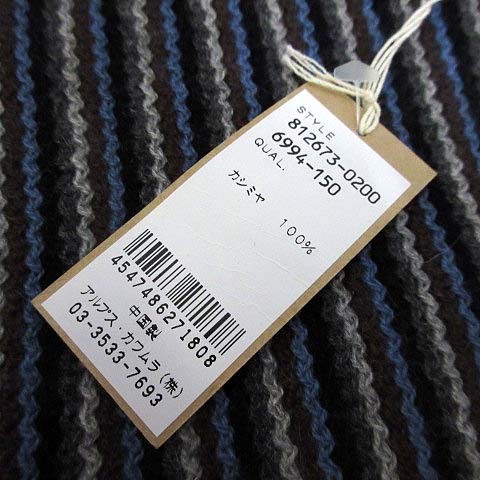 STYLE
812673-0200
6994-150
QUAL.
カシミヤ 100%
4547486271808
中国製
アルプス・カワムラ(株)
03-3533-7693